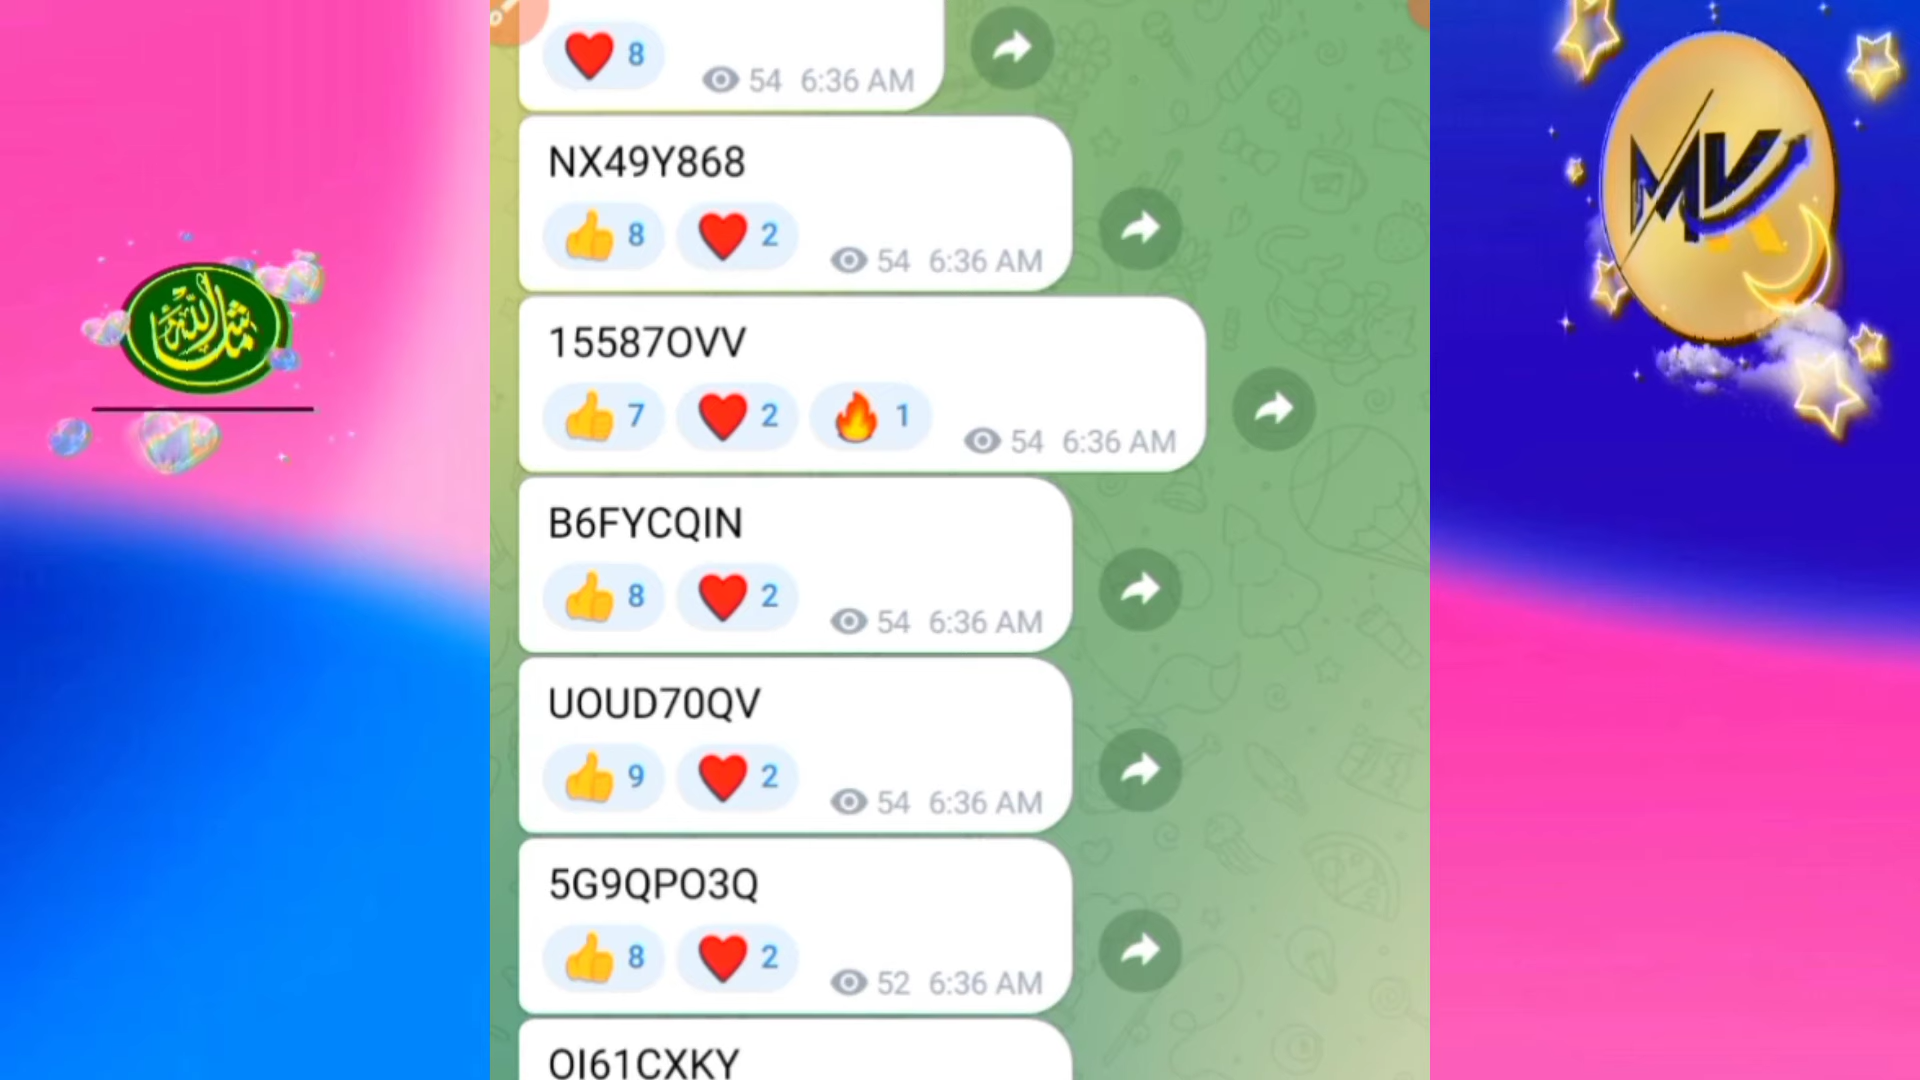 8
54 6:36 AM
NX49Y868
8 2
54 6:36 AM
15587OVV
7 2 1
54 6:36 AM
B6FYCQIN
8 2
54 6:36 AM
UOUD70QV
9 2
54 6:36 AM
5G9QPO3Q
8 2
52 6:36 AM
OI61CXKY
ماشاءالله
MK